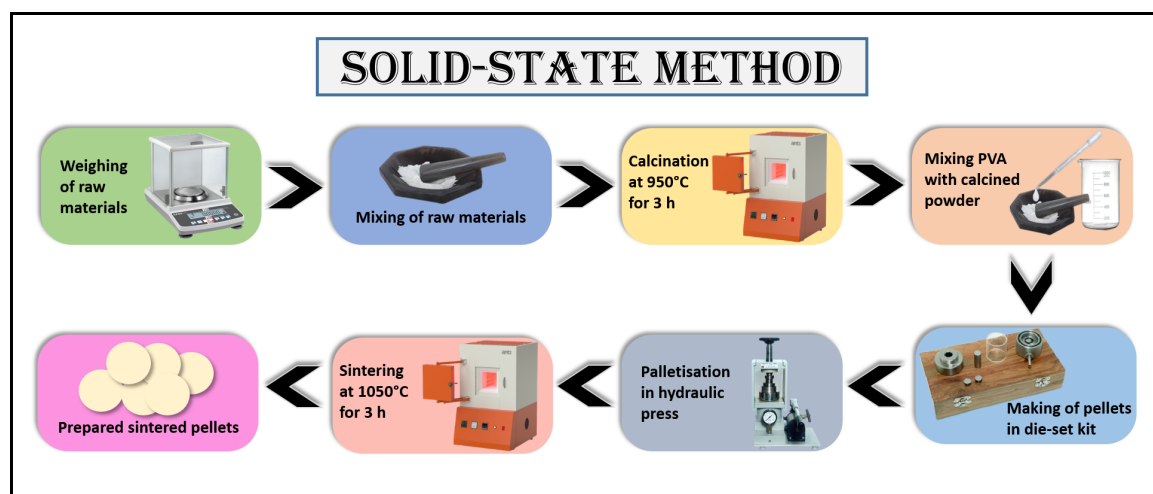 SOLID-STATE METHOD
Weighing
of raw
materials
Mixing of raw materials
Calcination
at 950°C
for 3 h
Mixing PVA
with calcined
powder
Making of pellets
in die-set kit
Palletisation
in hydraulic
press
Sintering
at 1050°C
for 3 h
Prepared sintered pellets